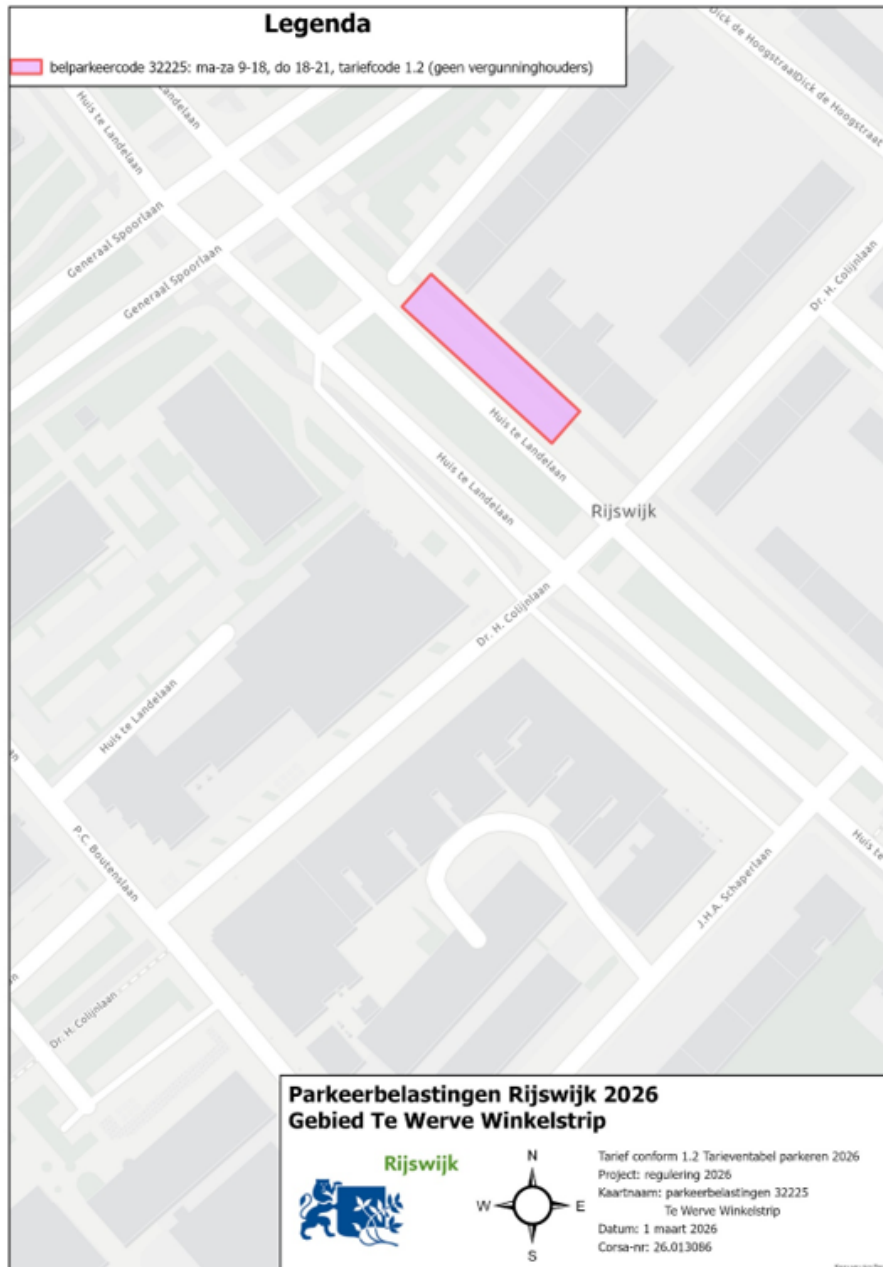 Legenda
belparkeercode 32225: ma-za 9-18, do 18-21, tariefcode 1.2 (geen vergunninghouders)
Dick de Hoogstraat
Dick de Hoogstraat
Huis te Landelaan
Landelaan
Generaal Spoorlaan
Generaal Spoorlaan
Dr. H. Colijnlaan
Huis te Landelaan
Huis te Landelaan
Rijswijk
Dr. H. Colijnlaan
Huis te Landelaan
P.C. Boutenslaan
Huis te
J.H.A. Schaperlaan
Dr. H. Colijnlaan
Parkeerbelastingen Rijswijk 2026
Gebied Te Werve Winkelstrip
Rijswijk
N
W
E
S
Tarief conform 1.2 Tarieventabel parkeren 2026
Project: regulering 2026
Kaartnaam: parkeerbelastingen 32225
Te Werve Winkelstrip
Datum: 1 maart 2026
Corsa-nr: 26.013086